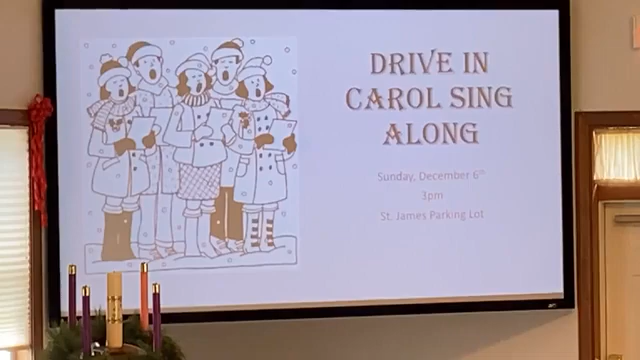 DRIVE IN
CAROL SING
ALONG
Sunday, December 6th
3pm
St. James Parking Lot